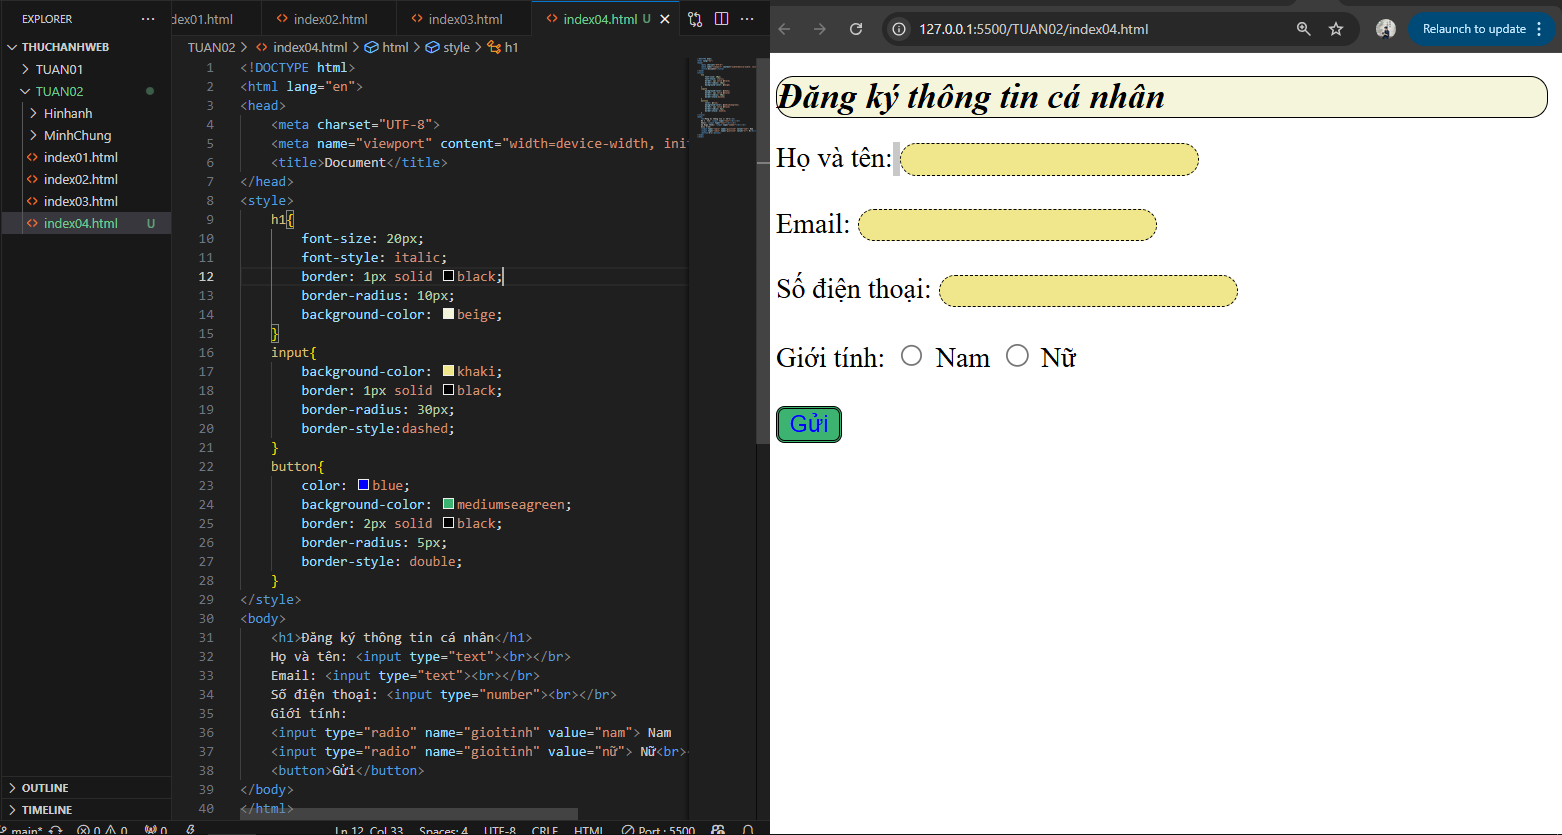 EXPLORER
THUCHANHWEB
TUAN01
TUAN02
Hinhanh
MinhChung
index01.html
index02.html
index03.html
index04.html U
OUTLINE
TIMELINE
dex01.html index02.html index03.html index04.html U
TUAN02 > index04.html > html > style > h1
1 <!DOCTYPE html>
2 <html lang="en">
3 <head>
4 <meta charset="UTF-8">
5 <meta name="viewport" content="width=device-width, ini
6 <title>Document</title>
7 </head>
8 <style>
9 h1{
10 font-size: 20px;
11 font-style: italic;
12 border: 1px solid black;
13 border-radius: 10px;
14 background-color: beige;
15 }
16 input{
17 background-color: khaki;
18 border: 1px solid black;
19 border-radius: 30px;
20 border-style:dashed;
21 }
22 button{
23 color: blue;
24 background-color: mediumseagreen;
25 border: 2px solid black;
26 border-radius: 5px;
27 border-style: double;
28 }
29 </style>
30 <body>
31 <h1>Đăng ký thông tin cá nhân</h1>
32 Họ và tên: <input type="text"><br></br>
33 Email: <input type="text"><br></br>
34 Số điện thoại: <input type="number"><br></br>
35 Giới tính:
36 <input type="radio" name="gioitinh" value="nam"> Nam
37 <input type="radio" name="gioitinh" value="nữ"> Nữ<br><
38 <button>Gửi</button>
39 </body>
40 </html>
main* 0 0 0 Ln 12, Col 33 Spaces: 4 UTF-8 CRLF HTML Port : 5500
127.0.0.1:5500/TUAN02/index04.html Relaunch to update
Đăng ký thông tin cá nhân
Họ và tên:
Email:
Số điện thoại:
Giới tính: Nam Nữ
Gửi